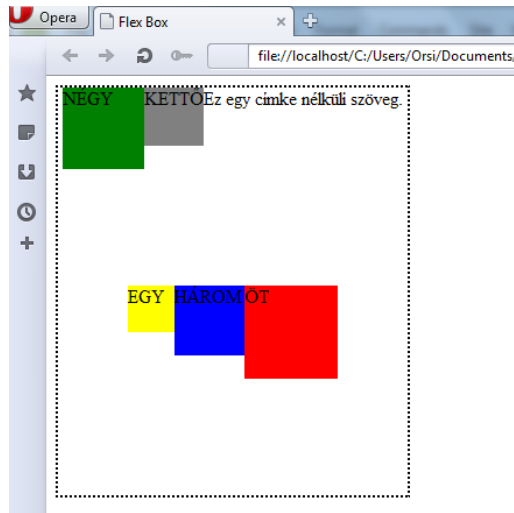 Opera
Flex Box
file://localhost/C:/Users/Orsi/Documents/
NÉGY KETTŐ Ez egy címke nélküli szöveg.
EGY HÁROM ÖT